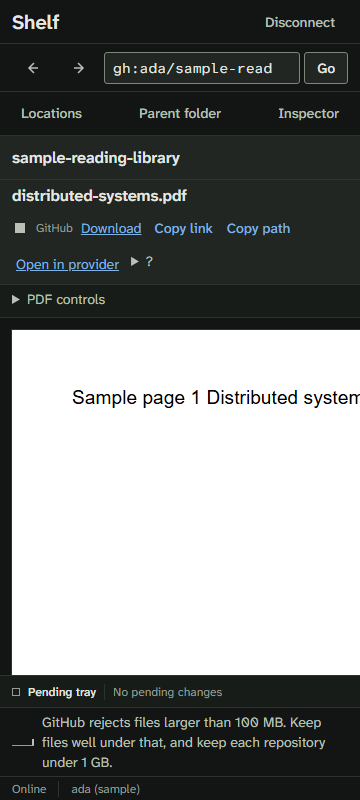 Shelf
Disconnect
← →
gh:ada/sample-read
Go
Locations
Parent folder
Inspector
sample-reading-library
distributed-systems.pdf
GitHub Download Copy link Copy path
Open in provider ▶ ?
▶ PDF controls
Sample page 1 Distributed system
Pending tray
No pending changes
GitHub rejects files larger than 100 MB. Keep
files well under that, and keep each repository
under 1 GB.
Online
ada (sample)